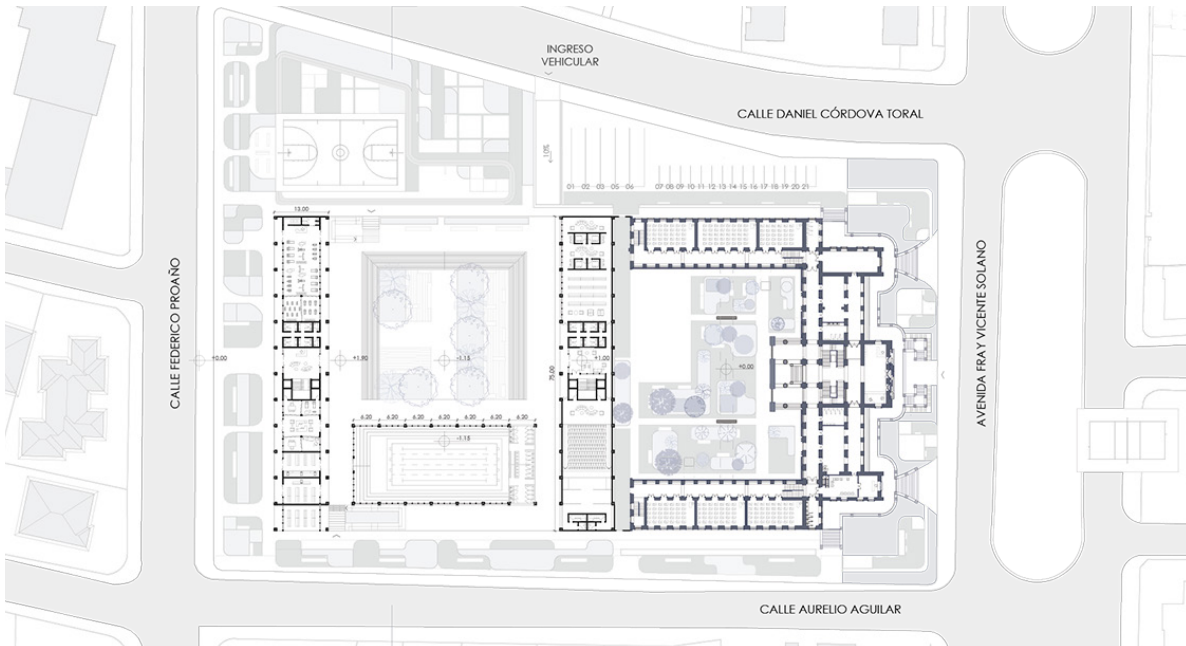 INGRESO
VEHICULAR
CALLE DANIEL CÓRDOVA TORAL
10%
01 02 03 05 06 07 08 09 10 11 12 13 14 15 16 17 18 19 20 21
13.00
CALLE FEDERICO PROAÑO
AVENIDA FRAY VICENTE SOLANO
+0.00
+1.80
-1.15
+1.00
75.00
+0.00
6.20 6.20 6.20 6.20 6.20 6.20 6.20
-1.15
CALLE AURELIO AGUILAR